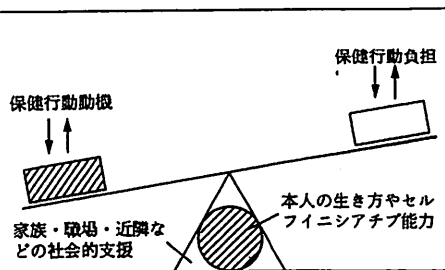 保健行動負担
保健行動動機
家族・職場・近隣な
どの社会的支援
本人の生き方やセル
フイニシアチブ能力